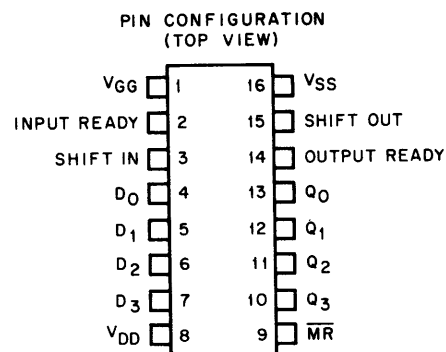 PIN CONFIGURATION
(TOP VIEW)
VGG 1 16 VSS
INPUT READY 2 15 SHIFT OUT
SHIFT IN 3 14 OUTPUT READY
D0 4 13 Q0
D1 5 12 Q1
D2 6 11 Q2
D3 7 10 Q3
VDD 8 9 M̅R̅